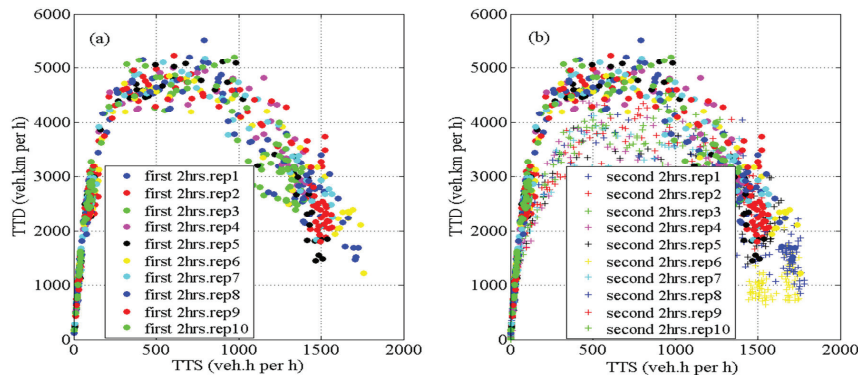 (a)
TTD (veh.km per h)
6000
5000
4000
3000
2000
1000
0
first 2hrs.rep1
first 2hrs.rep2
first 2hrs.rep3
first 2hrs.rep4
first 2hrs.rep5
first 2hrs.rep6
first 2hrs.rep7
first 2hrs.rep8
first 2hrs.rep9
first 2hrs.rep10
0 500 1000 1500 2000
TTS (veh.h per h)
(b)
TTD (veh.km per h)
6000
5000
4000
3000
2000
1000
0
second 2hrs.rep1
second 2hrs.rep2
second 2hrs.rep3
second 2hrs.rep4
second 2hrs.rep5
second 2hrs.rep6
second 2hrs.rep7
second 2hrs.rep8
second 2hrs.rep9
second 2hrs.rep10
0 500 1000 1500 2000
TTS (veh.h per h)